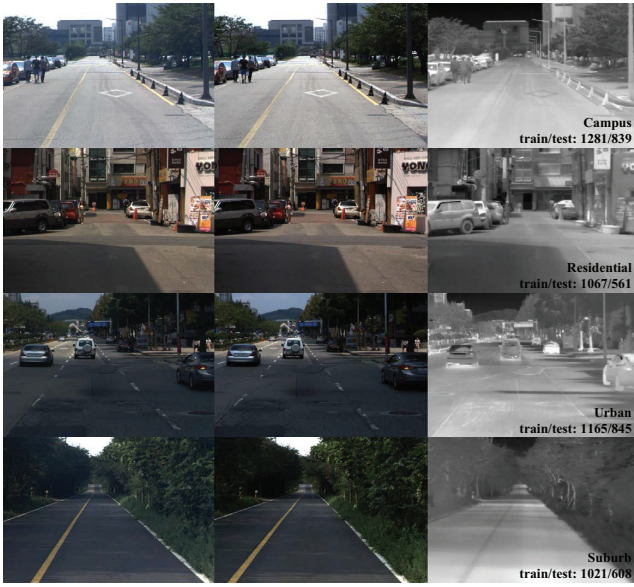 Campus
train/test: 1281/839
YON
Residential
train/test: 1067/561
Urban
train/test: 1165/845
Suburb
train/test: 1021/608